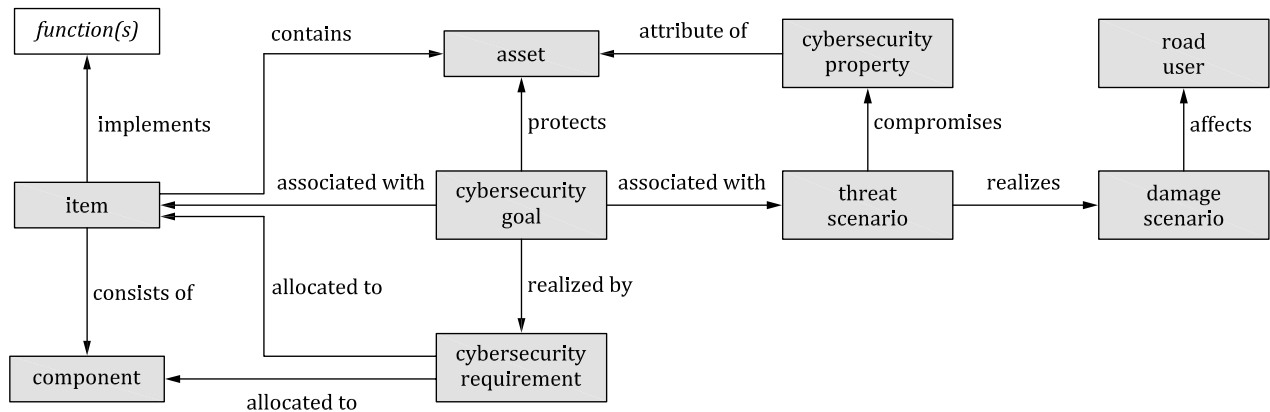 function(s)
contains
asset
attribute of
cybersecurity
property
road
user
implements
protects
compromises
affects
item
associated with
cybersecurity
goal
associated with
threat
scenario
realizes
damage
scenario
consists of
allocated to
realized by
component
cybersecurity
requirement
allocated to